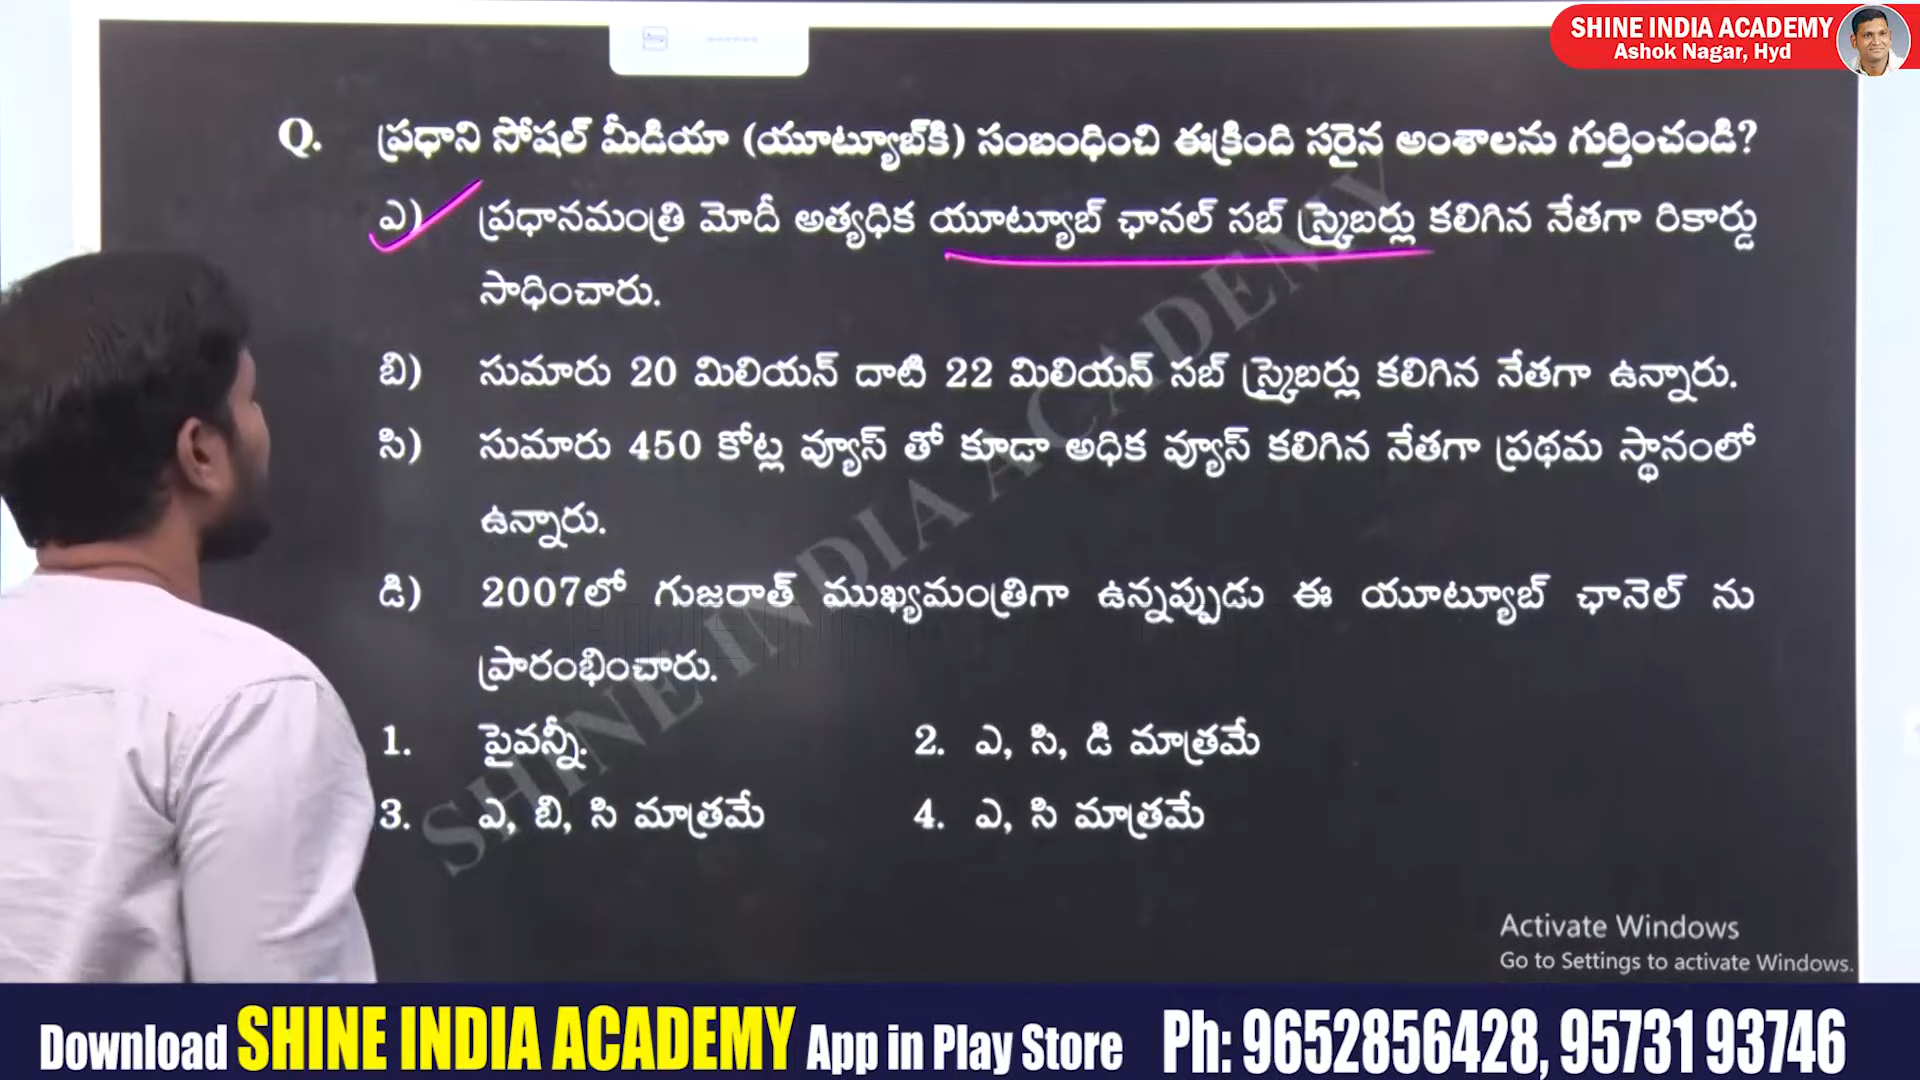 SHINE INDIA ACADEMY
Ashok Nagar, Hyd
Q. ప్రధాని సోషల్ మీడియా (యూట్యూబ్‌కి) సంబంధించి ఈక్రింది సరైన అంశాలను గుర్తించండి?
ఎ) ప్రధానమంత్రి మోదీ అత్యధిక యూట్యూబ్ ఛానల్ సబ్ స్క్రైబర్లు కలిగిన నేతగా రికార్డు
సాధించారు.
బి) సుమారు 20 మిలియన్ దాటి 22 మిలియన్ సబ్ స్క్రైబర్లు కలిగిన నేతగా ఉన్నారు.
సి) సుమారు 450 కోట్ల వ్యూస్ తో కూడా అధిక వ్యూస్ కలిగిన నేతగా ప్రథమ స్థానంలో
ఉన్నారు.
డి) 2007లో గుజరాత్ ముఖ్యమంత్రిగా ఉన్నప్పుడు ఈ యూట్యూబ్ ఛానెల్ ను
ప్రారంభించారు.
1. పైవన్నీ. 2. ఎ, సి, డి మాత్రమే
3. ఎ, బి, సి మాత్రమే 4. ఎ, సి మాత్రమే
SHINE INDIA ACADEMY
Activate Windows
Go to Settings to activate Windows.
Download SHINE INDIA ACADEMY App in Play Store Ph: 9652856428, 95731 93746